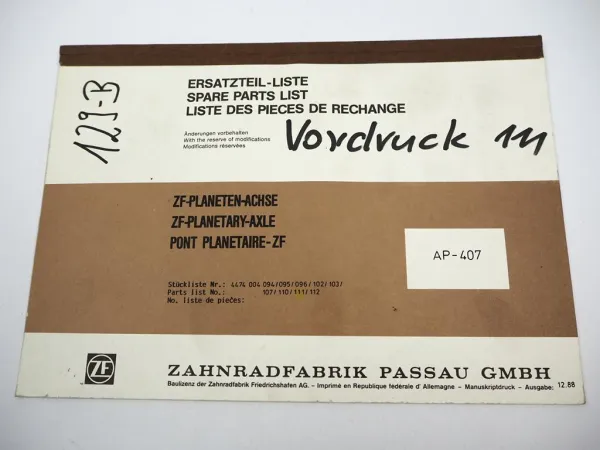 129-B
ERSATZTEIL-LISTE
SPARE PARTS LIST
LISTE DES PIECES DE RECHANGE
Änderungen vorbehalten
With the reserve of modifications
Modifications réservées
Vordruck 111
ZF-PLANETEN-ACHSE
ZF-PLANETARY-AXLE
PONT PLANETAIRE-ZF
AP-407
Stückliste Nr.: 4474 004 094/095/096/102/103/
Parts list No.: 107/110/111/112
No. liste de pièces:
ZF
ZAHNRADFABRIK PASSAU GMBH
Baulizenz der Zahnradfabrik Friedrichshafen AG. - Imprimé en Republique fédérale d'Allemagne - Manuskriptdruck - Ausgabe: 12.88